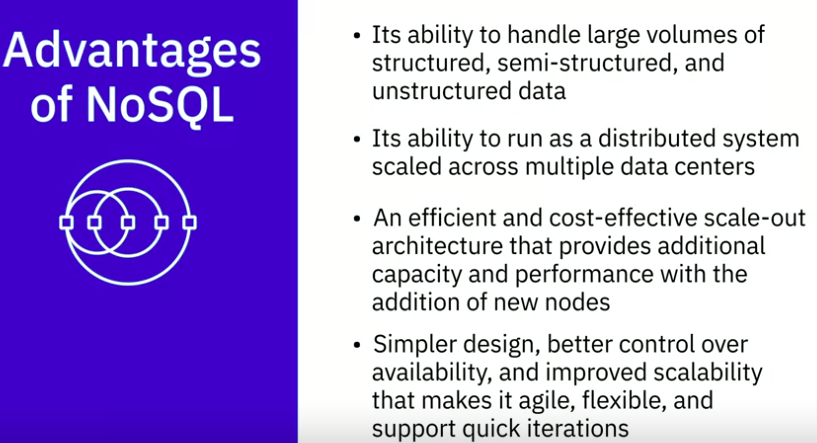 Advantages
of NoSQL
• Its ability to handle large volumes of
structured, semi-structured, and
unstructured data
• Its ability to run as a distributed system
scaled across multiple data centers
• An efficient and cost-effective scale-out
architecture that provides additional
capacity and performance with the
addition of new nodes
• Simpler design, better control over
availability, and improved scalability
that makes it agile, flexible, and
support quick iterations